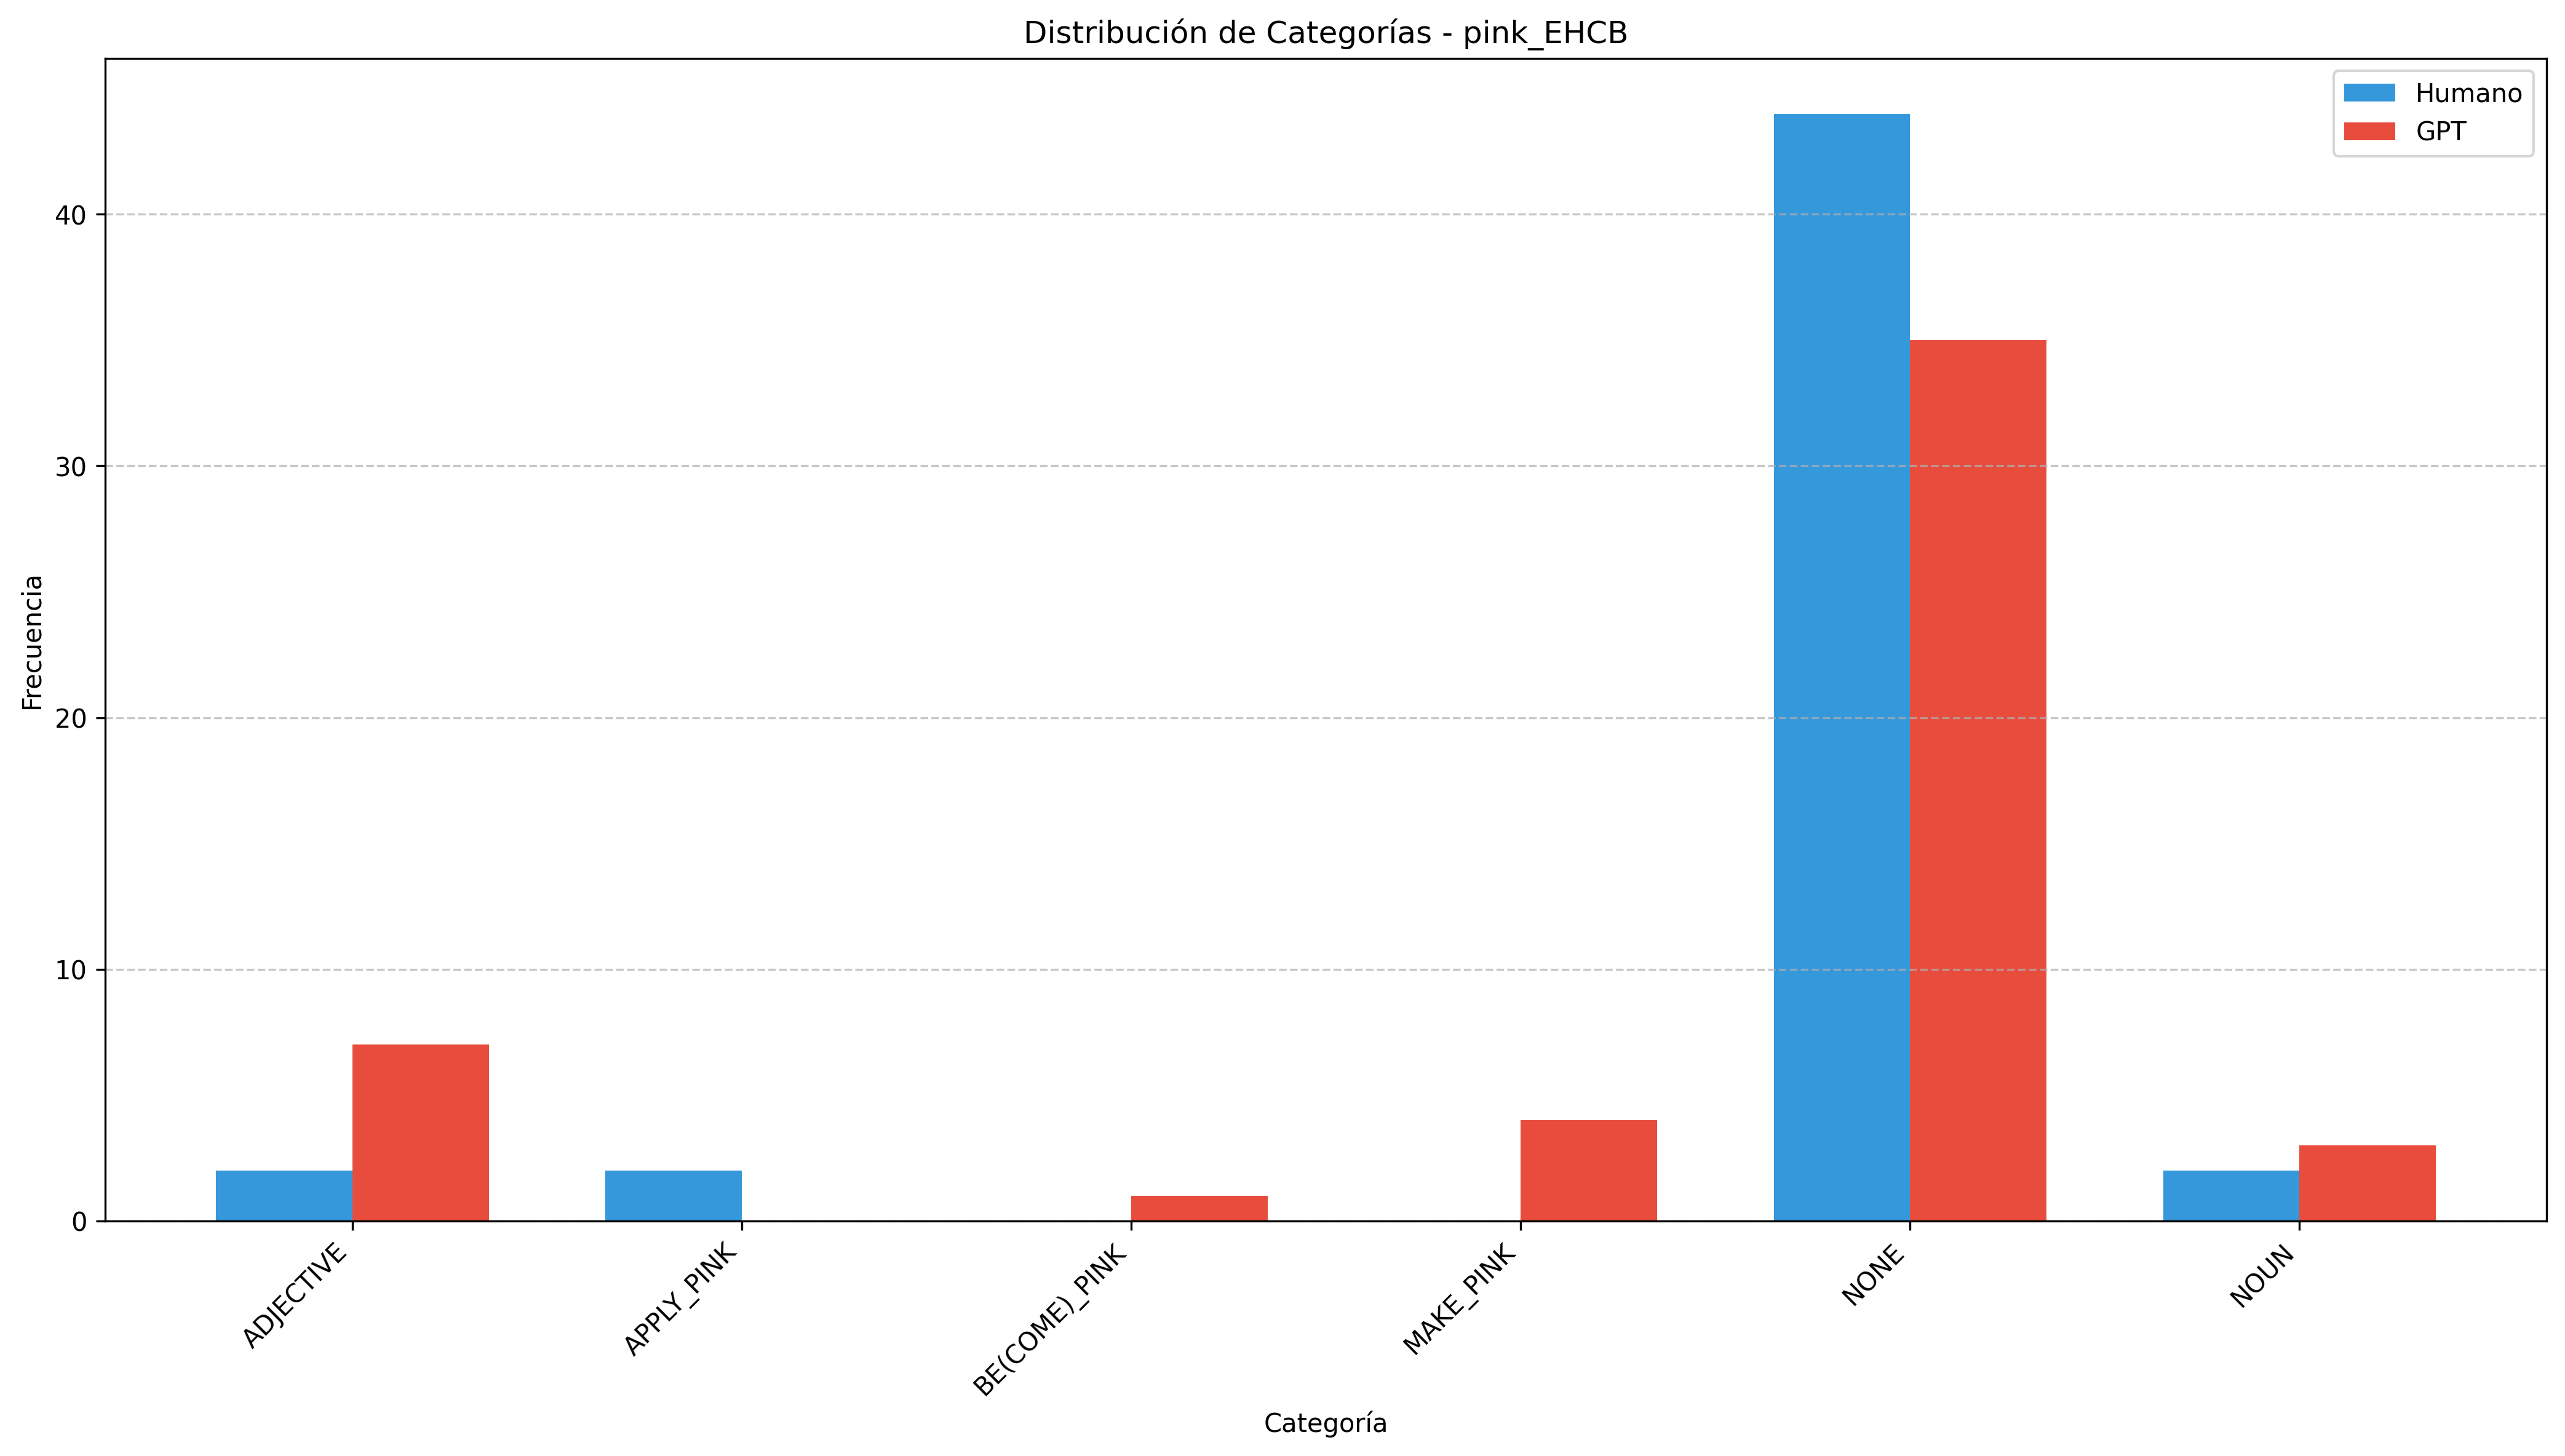 Distribución de Categorías - pink_EHCB
Humano
GPT
Frecuencia
40
30
20
10
0
ADJECTIVE
APPLY_PINK
BE(COME)_PINK
MAKE_PINK
NONE
NOUN
Categoría